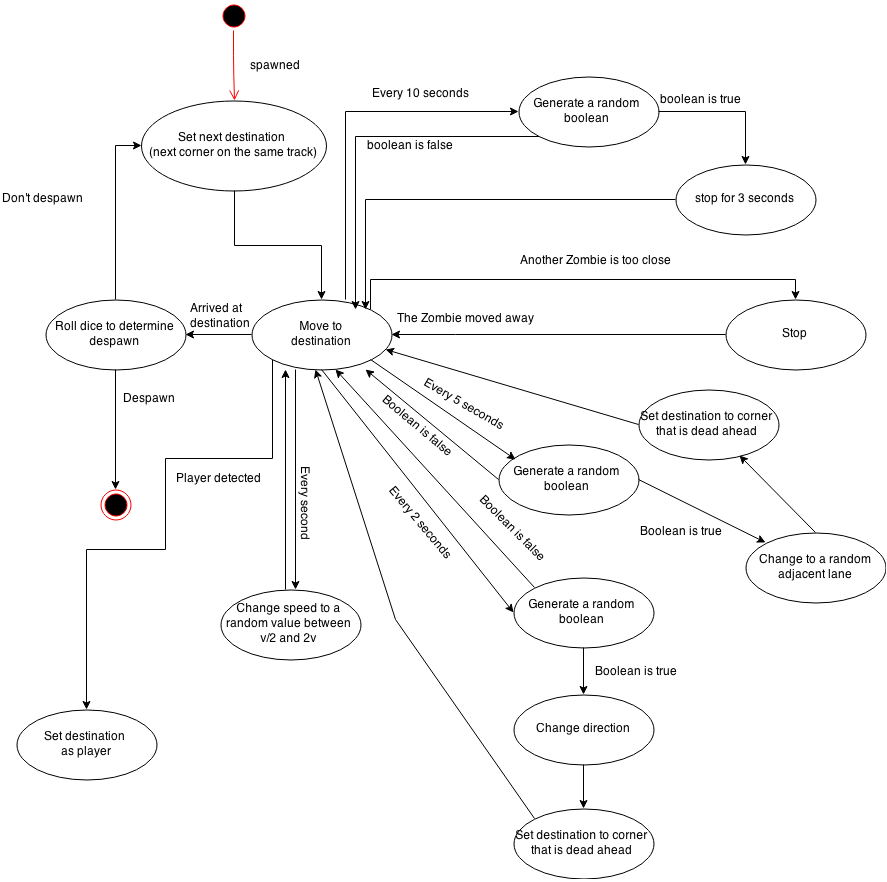 spawned
Set next destination
(next corner on the same track)
Every 10 seconds
Generate a random
boolean
boolean is true
boolean is false
stop for 3 seconds
Don't despawn
Another Zombie is too close
Arrived at
destination
Roll dice to determine
despawn
Move to
destination
The Zombie moved away
Stop
Despawn
Every 5 seconds
Boolean is false
Set destination to corner
that is dead ahead
Generate a random
boolean
Player detected
Every second
Every 2 seconds
Boolean is false
Boolean is true
Change to a random
adjacent lane
Change speed to a
random value between
v/2 and 2v
Generate a random
boolean
Boolean is true
Set destination
as player
Change direction
Set destination to corner
that is dead ahead